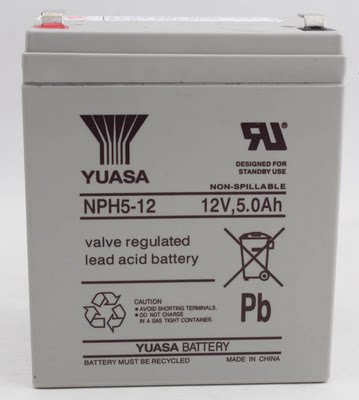 YUASA
RU
DESIGNED FOR
STANDBY USE
NON-SPILLABLE
NPH5-12
12V,5.0Ah
valve regulated
lead acid battery
Pb
CAUTION
● AVOID SHORTING TERMINALS.
● DO NOT CHARGE
IN A GAS TIGHT CONTAINER.
YUASA BATTERY
BATTERY MUST BE RECYCLED
MADE IN CHINA